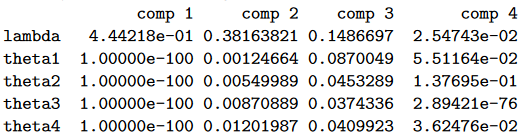 comp 1 comp 2 comp 3 comp 4
lambda 4.44218e-01 0.38163821 0.1486697 2.54743e-02
theta1 1.00000e-100 0.00124664 0.0870049 5.51164e-02
theta2 1.00000e-100 0.00549989 0.0453289 1.37695e-01
theta3 1.00000e-100 0.00870889 0.0374336 2.89421e-76
theta4 1.00000e-100 0.01201987 0.0409923 3.62476e-02